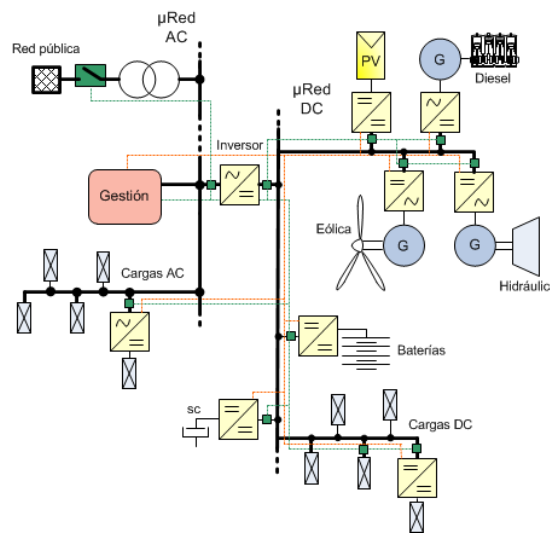 µRed
AC
Red pública
PV
G
Diesel
µRed
DC
Inversor
Gestión
Eólica
G
G
Hidráulic
Cargas AC
Baterías
sc
Cargas DC